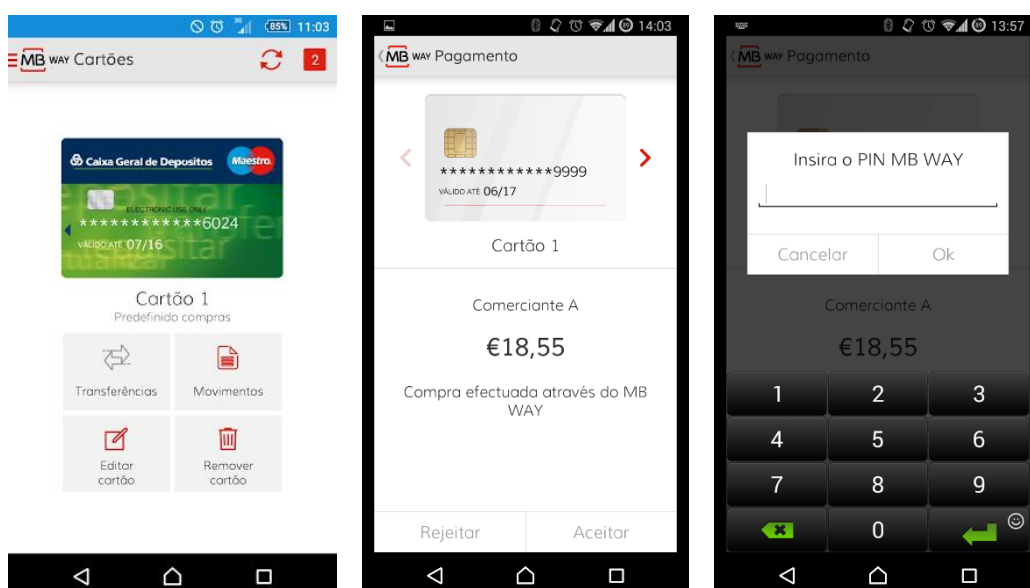 3G 85% 11:03
MB WAY Cartões 2
Caixa Geral de Depositos Maestro
ELECTRONIC USE ONLY
************6024
VÁLIDO ATÉ 07/16
Cartão 1
Predefinido compras
Transferências Movimentos
Editar cartão
Remover cartão
89 14:03
MB WAY Pagamento
************9999
VÁLIDO ATÉ 06/17
Cartão 1
Comerciante A
€18,55
Compra efectuada através do MB
WAY
Rejeitar Aceitar
13:57
MB WAY Pagamento
Insira o PIN MB WAY
Cancelar Ok
Comerciante A
€18,55
1 2 3
4 5 6
7 8 9
0